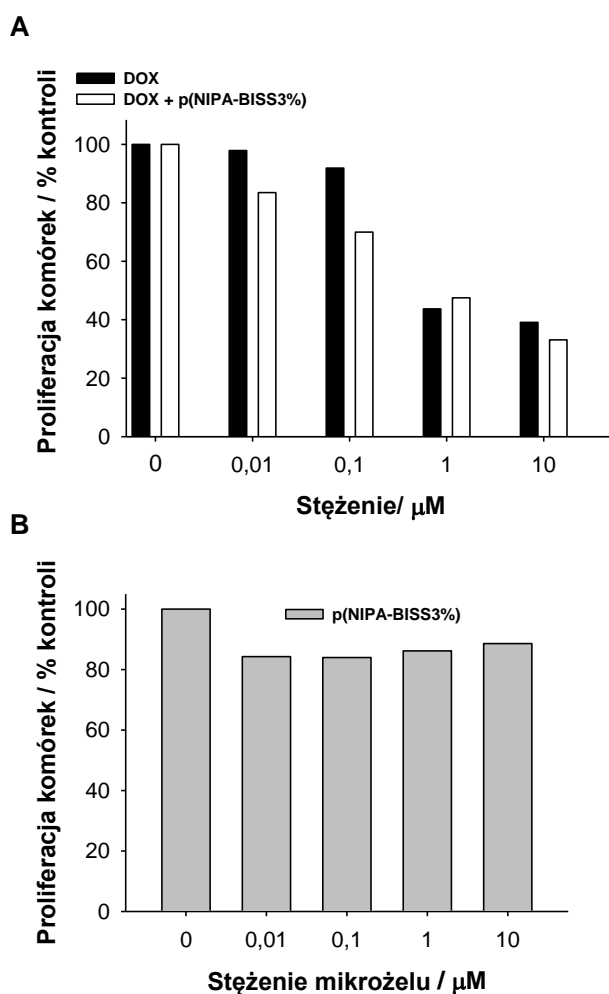 A
DOX
DOX + p(NIPA-BISS3%)
Proliferacja komórek / % kontroli
100
80
60
40
20
0
0 0,01 0,1 1 10
Stężenie/ μM
B
p(NIPA-BISS3%)
Proliferacja komórek / % kontroli
100
80
60
40
20
0
0 0,01 0,1 1 10
Stężenie mikrożelu / μM